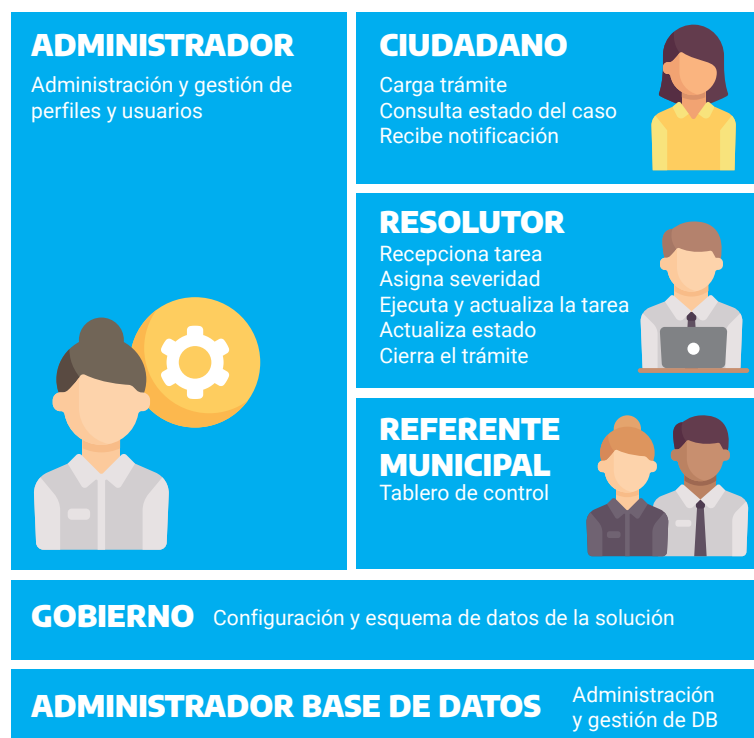 ADMINISTRADOR
Administración y gestión de
perfiles y usuarios
CIUDADANO
Carga trámite
Consulta estado del caso
Recibe notificación
RESOLUTOR
Recepciona tarea
Asigna severidad
Ejecuta y actualiza la tarea
Actualiza estado
Cierra el trámite
REFERENTE
MUNICIPAL
Tablero de control
GOBIERNO Configuración y esquema de datos de la solución
ADMINISTRADOR BASE DE DATOS
Administración
y gestión de DB